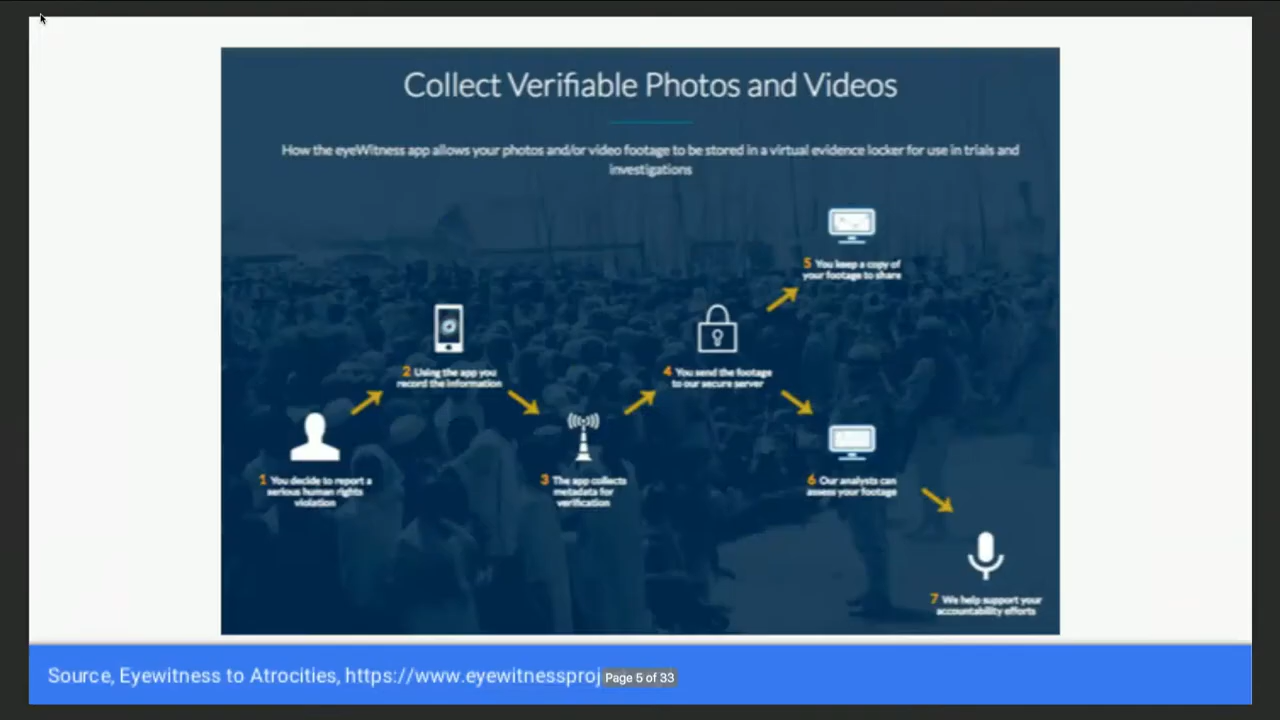 Collect Verifiable Photos and Videos
How the eyeWitness app allows your photos and/or video footage to be stored in a virtual evidence locker for use in trials and
investigations
1 You decide to report a
serious human rights
violation
2 Using the app you
record the information
3 The app collects
metadata for
verification
4 You send the footage
to our secure server
5 You keep a copy of
your footage to share
6 Our analysts can
assess your footage
7 We help support your
accountability efforts
Source, Eyewitness to Atrocities, https://www.eyewitnessproj
Page 5 of 33